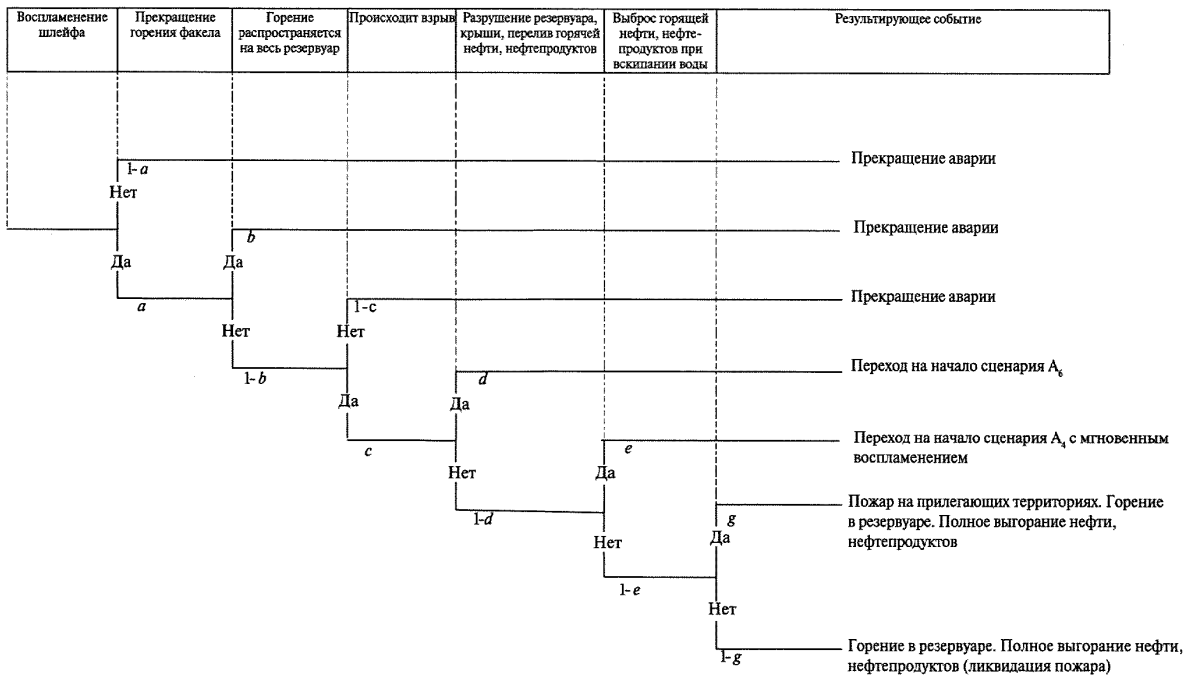 Воспламенение
шлейфа
Прекращение
горения факела
Горение
распространяется
на весь резервуар
Происходит взрыв
Разрушение резервуара,
крыши, перелив горячей
нефти, нефтепродуктов
Выброс горящей
нефти, нефте-
продуктов при
вскипании воды
Результирующее событие
1-a
Прекращение аварии
Нет
b
Прекращение аварии
Да
Да
a
1-c
Прекращение аварии
Нет
Нет
1-b
d
Переход на начало сценария А6
Да
Да
c
e
Переход на начало сценария А4 с мгновенным
воспламенением
Нет
Да
1-d
g
Пожар на прилегающих территориях. Горение
в резервуаре. Полное выгорание нефти,
нефтепродуктов
Нет
Да
1-e
Нет
1-g
Горение в резервуаре. Полное выгорание нефти,
нефтепродуктов (ликвидация пожара)